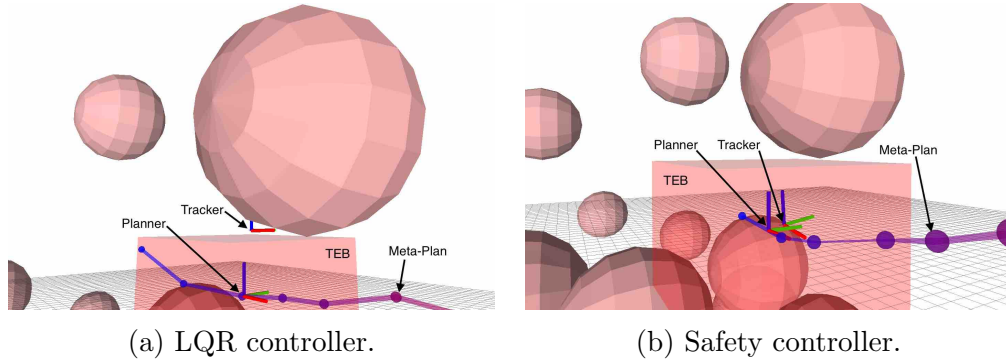 Tracker
Planner
TEB
Meta-Plan
(a) LQR controller.
Planner
Tracker
Meta-Plan
TEB
(b) Safety controller.